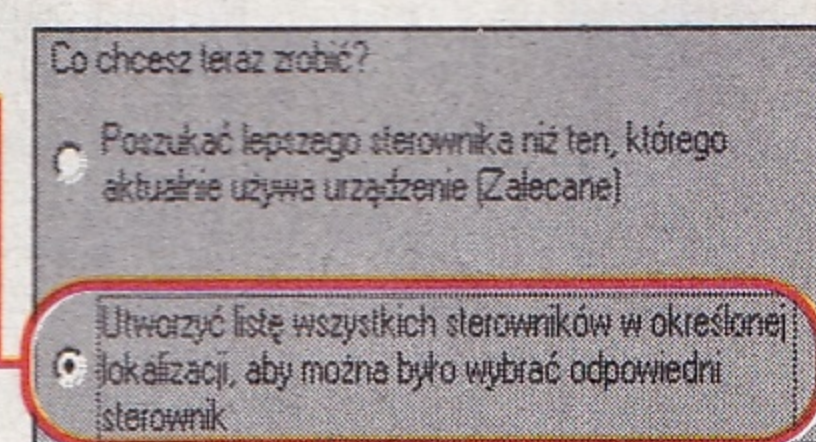 Co chcesz teraz zrobić?
Poszukać lepszego sterownika niż ten, którego
aktualnie używa urządzenie (Zalecane)
Utworzyć listę wszystkich sterowników w określonej
lokalizacji, aby można było wybrać odpowiedni
sterownik